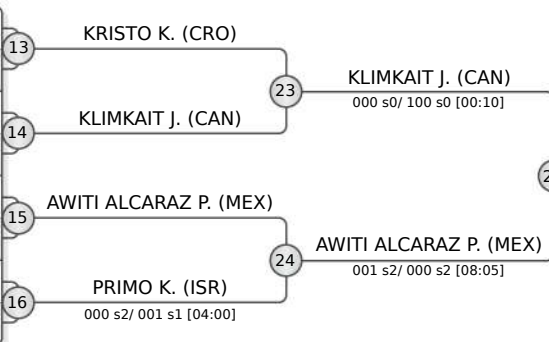 13
KRISTO K. (CRO)
23
KLIMKAIT J. (CAN)
000 s0/ 100 s0 [00:10]
14
KLIMKAIT J. (CAN)
15
AWITI ALCARAZ P. (MEX)
24
AWITI ALCARAZ P. (MEX)
001 s2/ 000 s2 [08:05]
16
PRIMO K. (ISR)
000 s2/ 001 s1 [04:00]